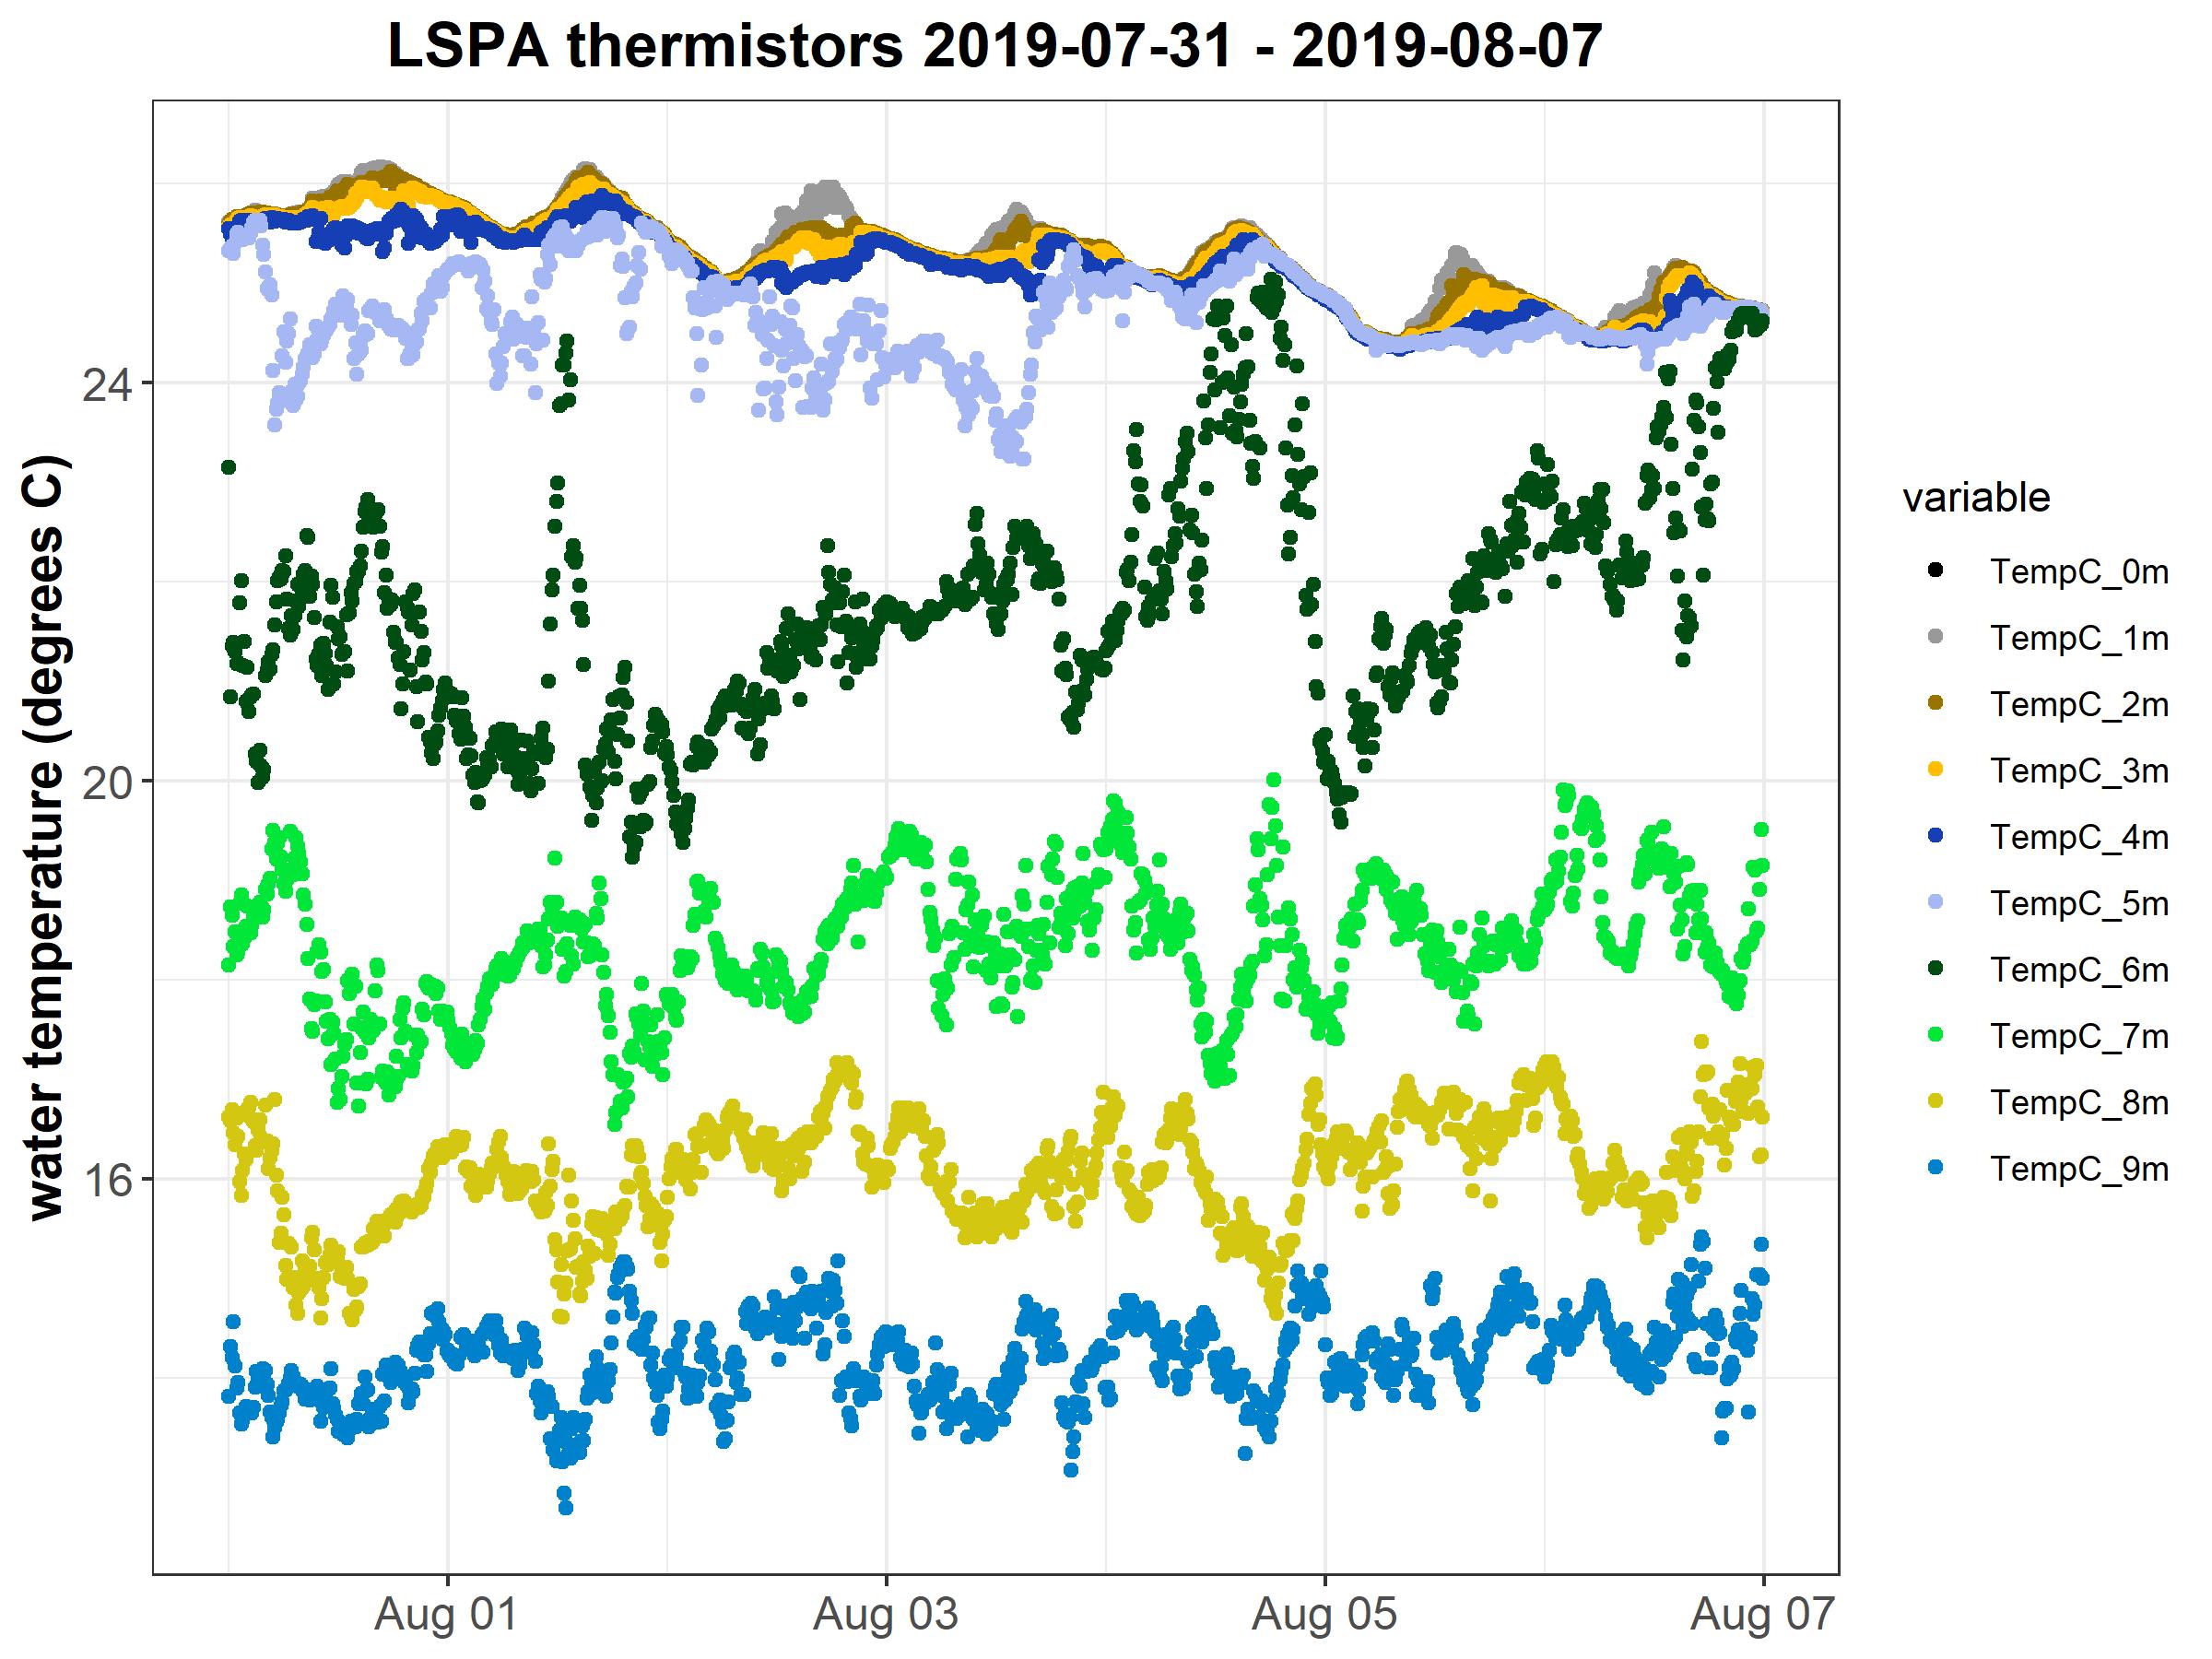 LSPA thermistors 2019-07-31 - 2019-08-07
water temperature (degrees C)
24
20
16
Aug 01
Aug 03
Aug 05
Aug 07
variable
TempC_0m
TempC_1m
TempC_2m
TempC_3m
TempC_4m
TempC_5m
TempC_6m
TempC_7m
TempC_8m
TempC_9m